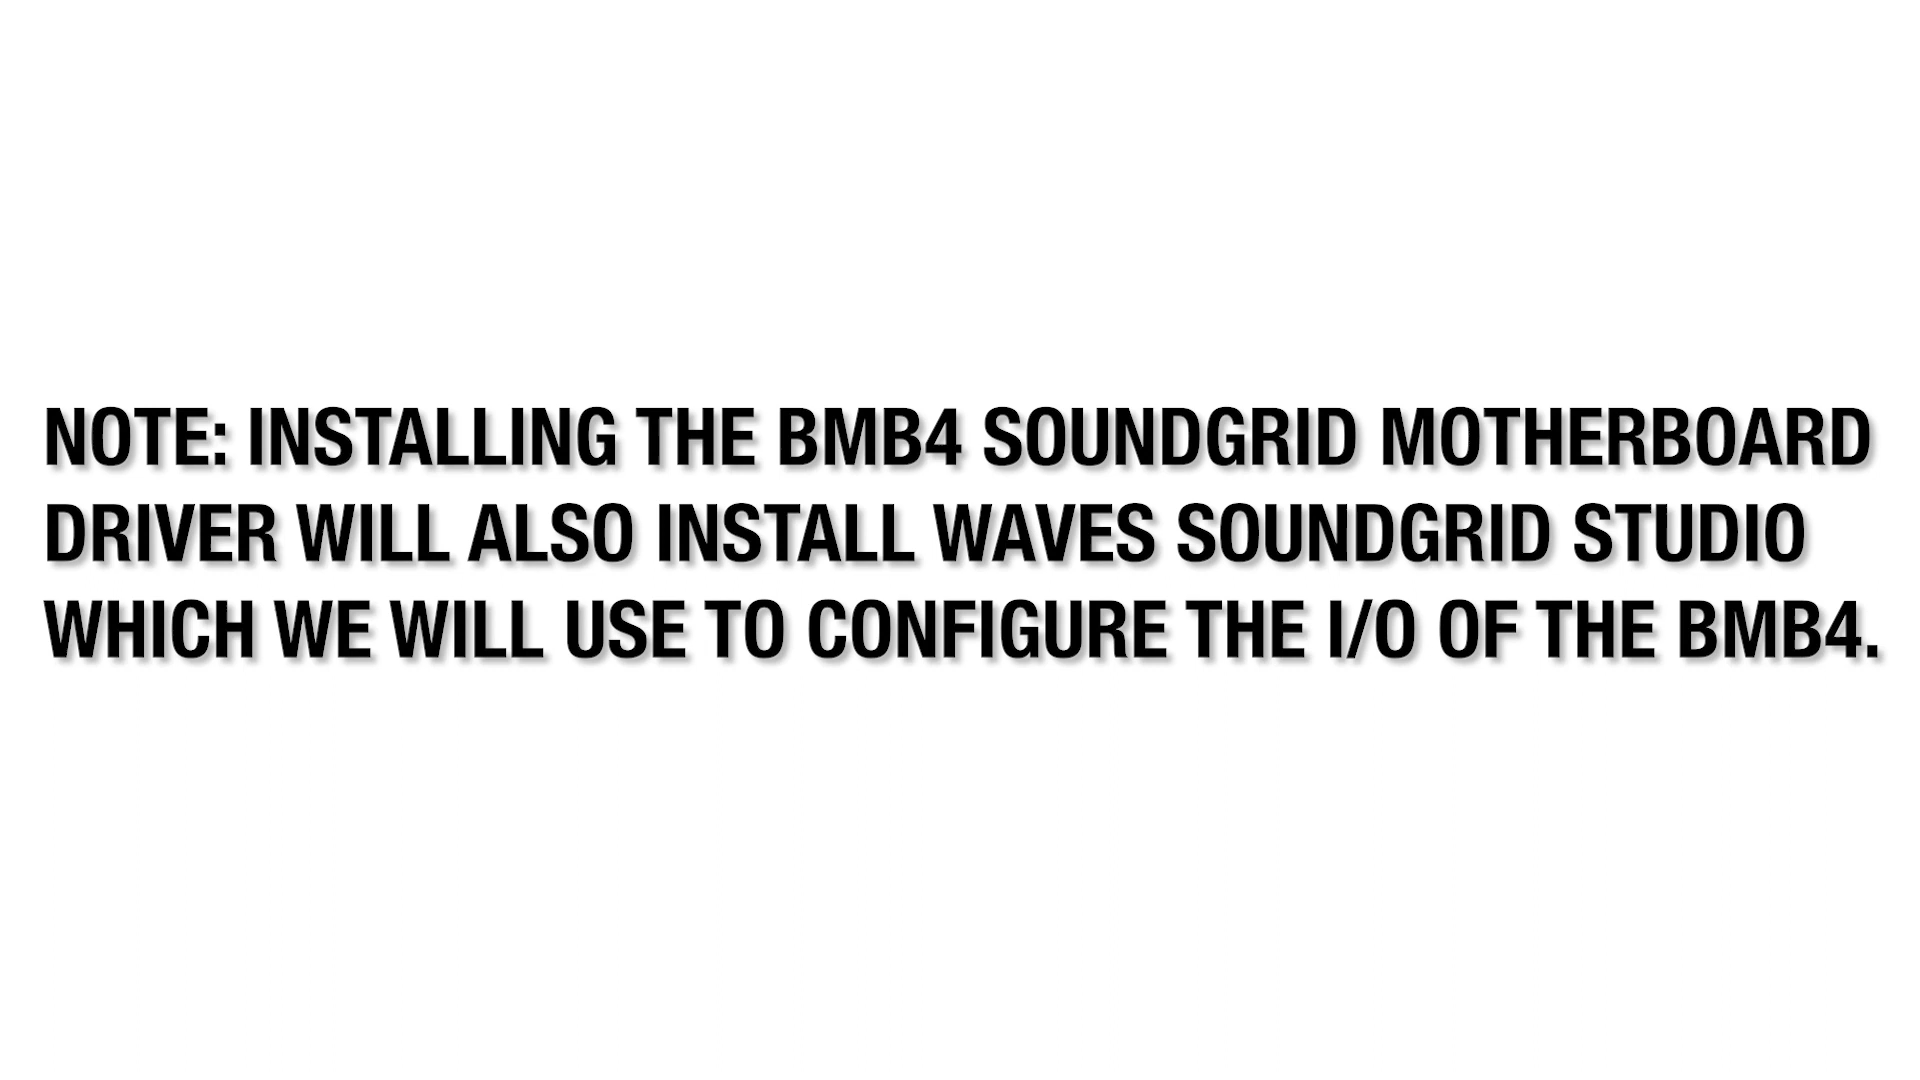 NOTE: INSTALLING THE BMB4 SOUNDGRID MOTHERBOARD
DRIVER WILL ALSO INSTALL WAVES SOUNDGRID STUDIO
WHICH WE WILL USE TO CONFIGURE THE I/O OF THE BMB4.